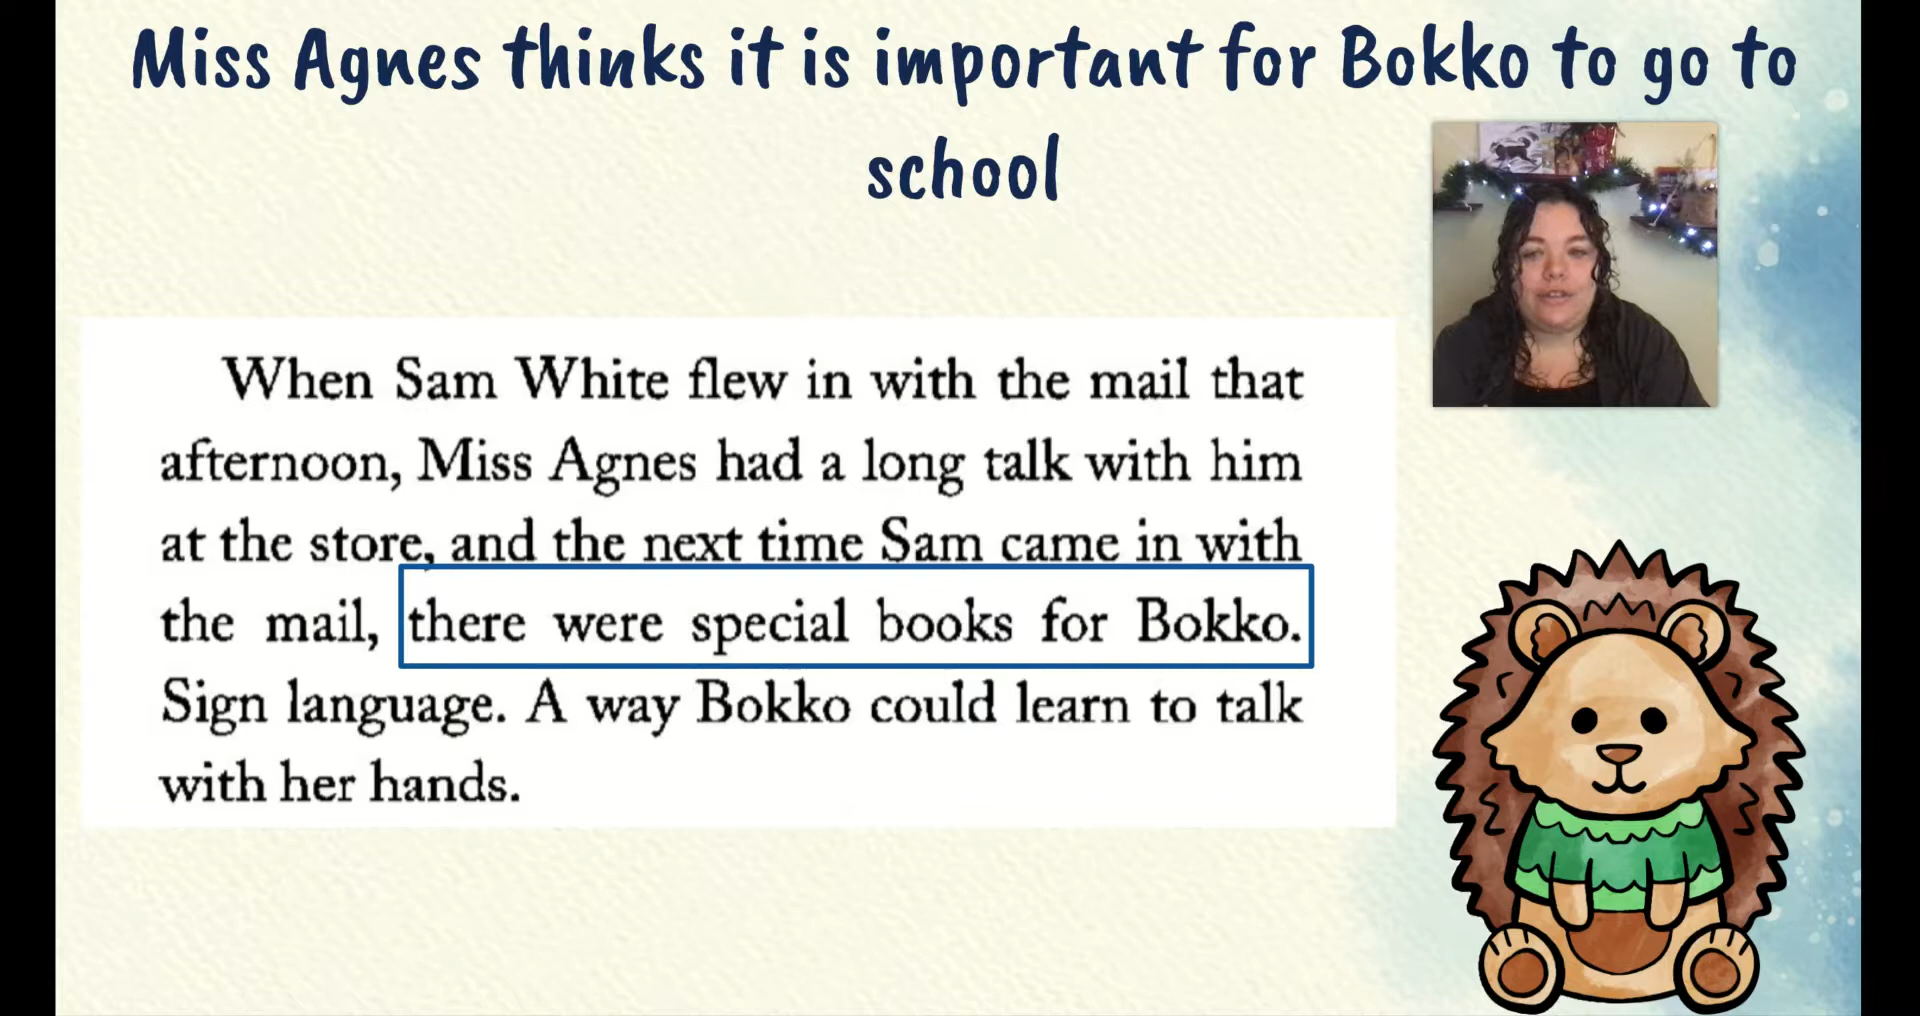 Miss Agnes thinks it is important for Bokko to go to
school
When Sam White flew in with the mail that
afternoon, Miss Agnes had a long talk with him
at the store, and the next time Sam came in with
the mail, there were special books for Bokko.
Sign language. A way Bokko could learn to talk
with her hands.